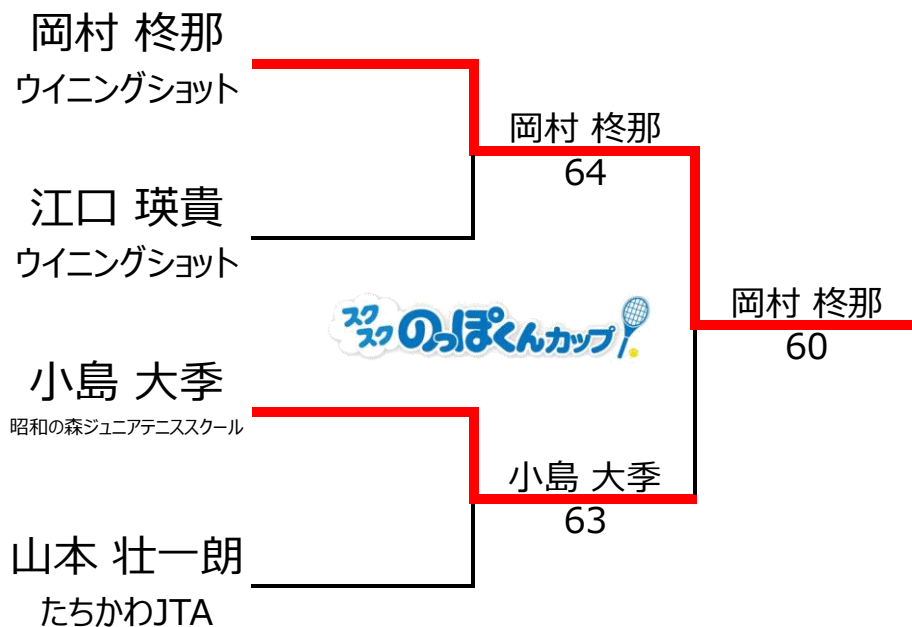 岡村 柊那
ウイニングショット
岡村 柊那
64
江口 瑛貴
ウイニングショット
スクスク のっぽくんカップ
岡村 柊那
60
小島 大季
昭和の森ジュニアテニススクール
小島 大季
63
山本 壮一朗
たちかわJTA